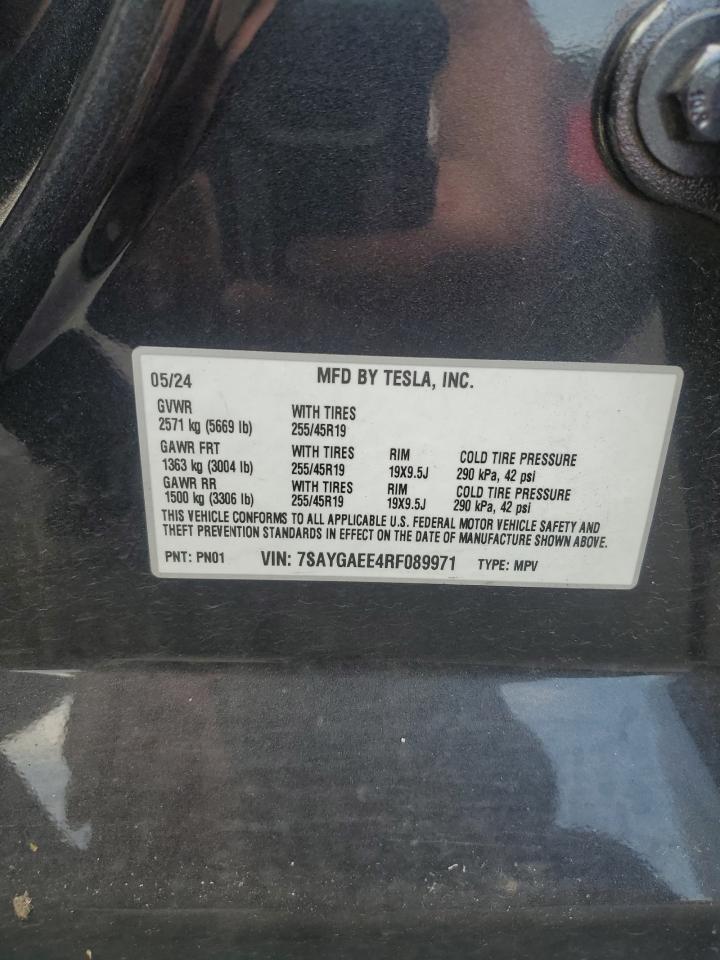 05/24 MFD BY TESLA, INC.
GVWR WITH TIRES
2571 kg (5669 lb) 255/45R19
GAWR FRT WITH TIRES RIM COLD TIRE PRESSURE
1363 kg (3004 lb) 255/45R19 19X9.5J 290 kPa, 42 psi
GAWR RR WITH TIRES RIM COLD TIRE PRESSURE
1500 kg (3306 lb) 255/45R19 19X9.5J 290 kPa, 42 psi
THIS VEHICLE CONFORMS TO ALL APPLICABLE U.S. FEDERAL MOTOR VEHICLE SAFETY AND
THEFT PREVENTION STANDARDS IN EFFECT ON THE DATE OF MANUFACTURE SHOWN ABOVE.
PNT: PN01 VIN: 7SAYGAEE4RF089971 TYPE: MPV